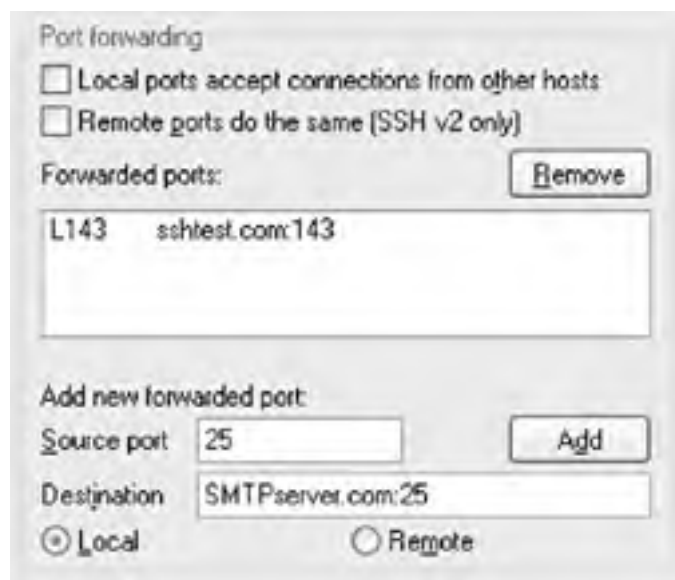 Port forwarding
Local ports accept connections from other hosts
Remote ports do the same (SSH v2 only)
Forwarded ports:
Remove
L143 sshtest.com:143
Add new forwarded port:
Source port 25 Add
Destination SMTPserver.com:25
Local Remote